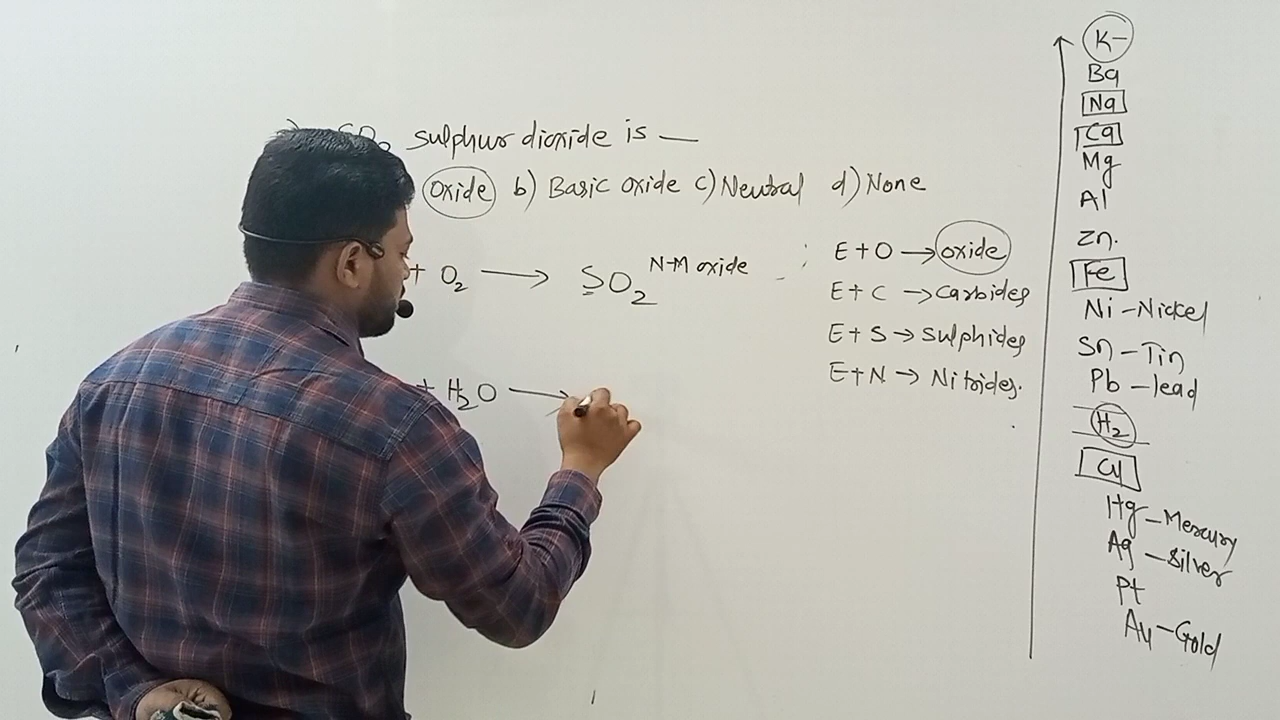 SO2 sulphur dioxide is —
Oxide b) Basic oxide c) Neutral d) None
+ O2 → SO2 N-M oxide
+ H2O →
E + O → oxide
E + C → Carbides
E + S → Sulphides
E + N → Nitrides.
K
Ba
Na
Ca
Mg
Al
Zn.
Fe
Ni - Nickel
Sn - Tin
Pb - lead
H2
Cu
Hg - Mercury
Ag - Silver
Pt
Au - Gold